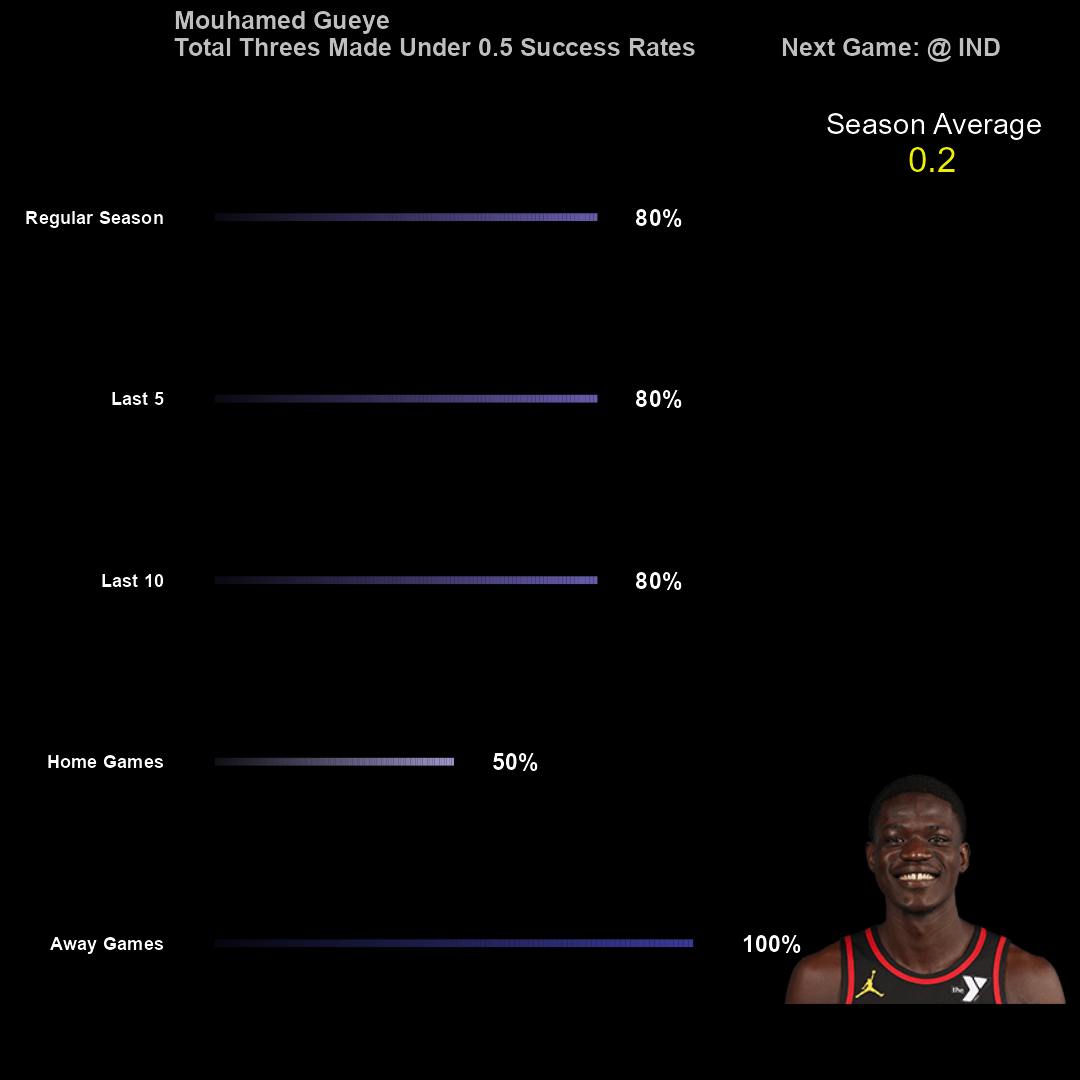 Mouhamed Gueye
Total Threes Made Under 0.5 Success Rates
Next Game: @ IND
Season Average
0.2
Regular Season 80%
Last 5 80%
Last 10 80%
Home Games 50%
Away Games 100%
the Y